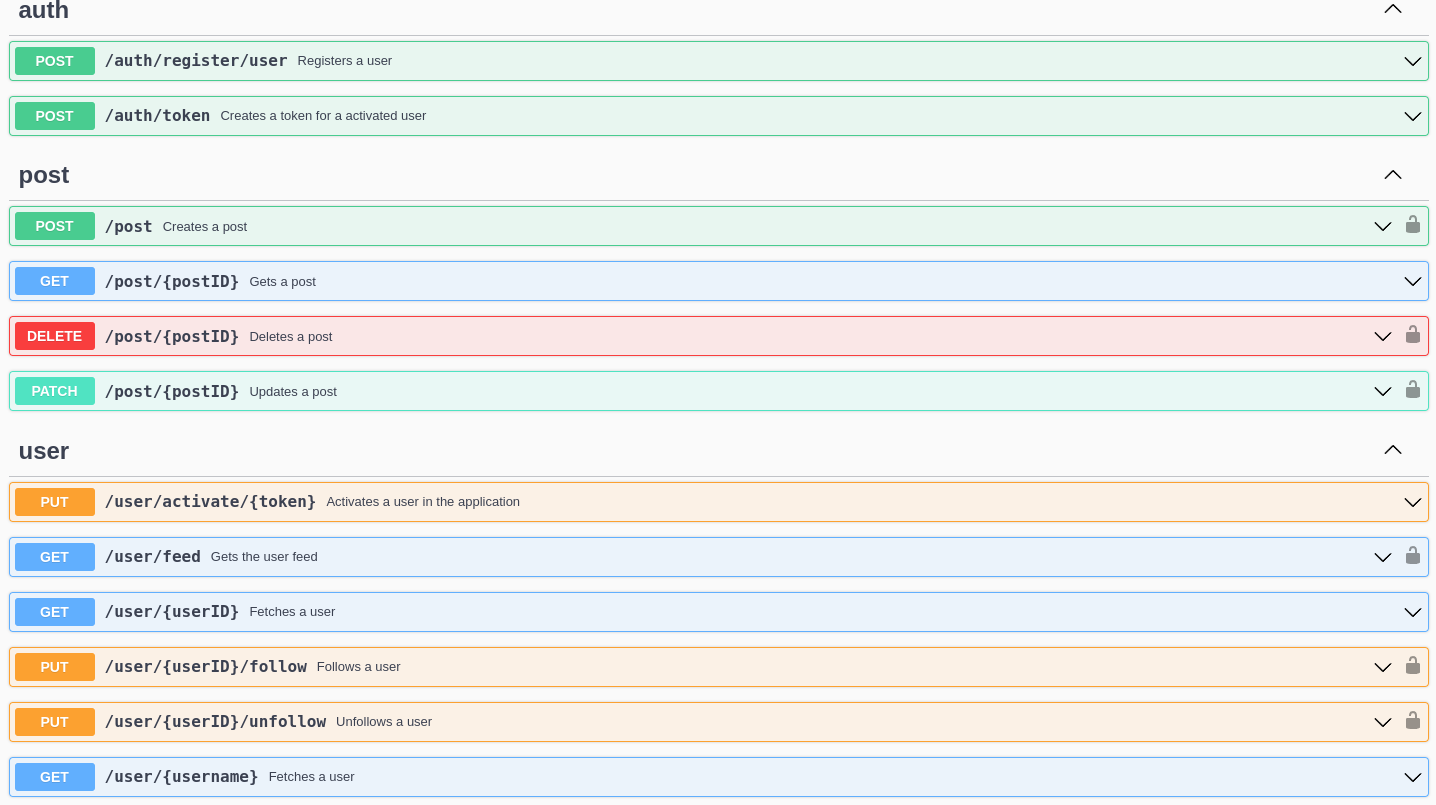 auth
POST /auth/register/user Registers a user
POST /auth/token Creates a token for a activated user
post
POST /post Creates a post
GET /post/{postID} Gets a post
DELETE /post/{postID} Deletes a post
PATCH /post/{postID} Updates a post
user
PUT /user/activate/{token} Activates a user in the application
GET /user/feed Gets the user feed
GET /user/{userID} Fetches a user
PUT /user/{userID}/follow Follows a user
PUT /user/{userID}/unfollow Unfollows a user
GET /user/{username} Fetches a user